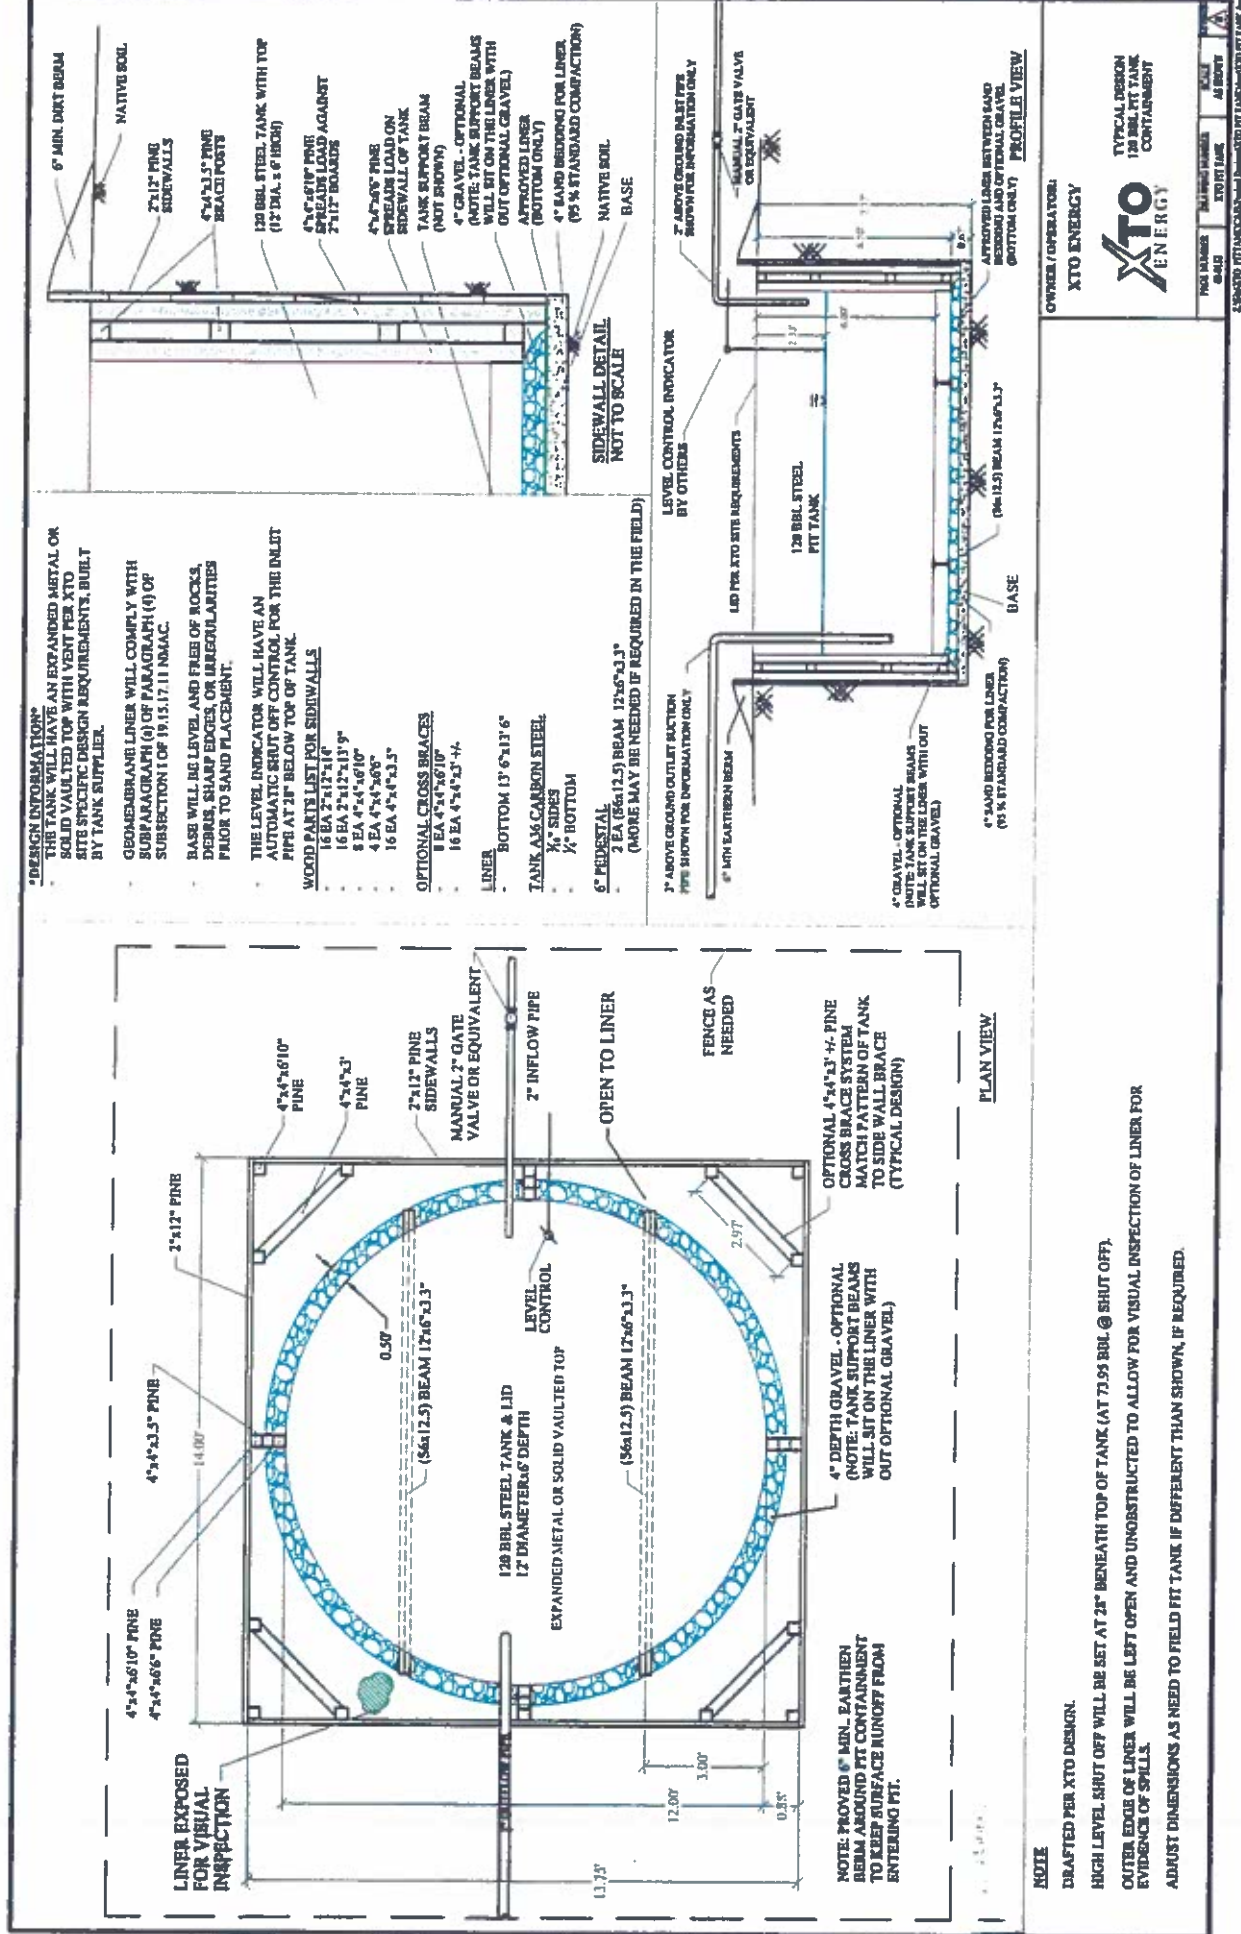 *DESIGN INFORMATION*
- THE TANK WILL HAVE AN EXPANDED METAL OR
SOLID VAULTED TOP WITH VENT PER XTO
SITE SPECIFIC DESIGN REQUIREMENTS, BUILT
BY TANK SUPPLIER.
- GEOMEMBRANE LINER WILL COMPLY WITH
SUBPARAGRAPH (a) OF PARAGRAPH (4) OF
SUBSECTION I OF 19.15.17.11 NMAC.
- BASE WILL BE LEVEL AND FREE OF ROCKS,
DEBRIS, SHARP EDGES, OR IRREGULARITIES
PRIOR TO SAND PLACEMENT.
- THE LEVEL INDICATOR WILL HAVE AN
AUTOMATIC SHUT OFF CONTROL FOR THE INLET
PIPE AT 28" BELOW TOP OF TANK.
WOOD PARTS LIST FOR SIDEWALLS
- 16 EA 2"x12"x14'
- 16 EA 2"x12"x13'9"
- 8 EA 4"x4"x6'10"
- 4 EA 4"x4"x6'6"
- 16 EA 4"x4"x3.5"
OPTIONAL CROSS BRACES
- 8 EA 4"x4"x6'10"
- 16 EA 4"x4"x3' +/-
LINER
- BOTTOM 13' 6"x13'6"
TANK A36 CARBON STEEL
- SIDES
- ¼" BOTTOM
6" PEDESTAL
- 2 EA (S6x12.5) BEAM 12'x6"x3.3"
(MORE MAY BE NEEDED IF REQUIRED IN THE FIELD)
6" MIN. DIRT BERM
NATIVE SOIL
2"x12" PINE
SIDEWALLS
4"x4"x3.5" PINE
BRACE POSTS
120 BBL STEEL TANK WITH TOP
(12' DIA. x 6' HIGH)
4"x4"x6'10" PINE
SPREADS LOAD AGAINST
2"x12" BOARDS
4"x4"x6'6" PINE
SPREADS LOAD ON
SIDEWALL OF TANK
TANK SUPPORT BEAM
(NOT SHOWN)
4" GRAVEL - OPTIONAL
(NOTE: TANK SUPPORT BEAMS
WILL SIT ON THE LINER WITH
OUT OPTIONAL GRAVEL)
APPROVED LINER
(BOTTOM ONLY)
4" SAND BEDDING FOR LINER
(95 % STANDARD COMPACTION)
NATIVE SOIL
BASE
SIDEWALL DETAIL
NOT TO SCALE
4"x4"x6'10" PINE
4"x4"x6'6" PINE
4"x4"x3.5" PINE
2"x12" PINE
4"x4"x6'10"
PINE
4"x4"x3'
PINE
2"x12" PINE
SIDEWALLS
MANUAL 2" GATE
VALVE OR EQUIVALENT
2" INFLOW PIPE
OPEN TO LINER
FENCE AS
NEEDED
LINER EXPOSED
FOR VISUAL
INSPECTION
14.00'
0.50'
(S6x12.5) BEAM 12'x6"x3.3"
LEVEL
CONTROL
120 BBL STEEL TANK & LID
12' DIAMETERx6' DEPTH
EXPANDED METAL OR SOLID VAULTED TOP
(S6x12.5) BEAM 12'x6"x3.3"
2.97'
OPTIONAL 4"x4"x3' +/- PINE
CROSS BRACE SYSTEM
MATCH PATTERN OF TANK
TO SIDE WALL BRACE
(TYPICAL DESIGN)
4" DEPTH GRAVEL - OPTIONAL
(NOTE: TANK SUPPORT BEAMS
WILL SIT ON THE LINER WITH
OUT OPTIONAL GRAVEL)
3.00'
12.00'
0.88'
13.75'
NOTE: PROVED 6" MIN. EARTHEN
BERM AROUND PIT CONTAINMENT
TO KEEP SURFACE RUNOFF FROM
ENTERING PIT.
PLAN VIEW
LEVEL CONTROL INDICATOR
BY OTHERS
2" ABOVE GROUND INLET PIPE
SHOWN FOR INFORMATION ONLY
MANUAL 2" GATE VALVE
OR EQUIVALENT
3" ABOVE GROUND OUTLET SUCTION
PIPE SHOWN FOR INFORMATION ONLY
LID PER XTO SITE REQUIREMENTS
120 BBL STEEL
PIT TANK
2.33'
6.00'
6" MIN EARTHERN BERM
4" GRAVEL - OPTIONAL
(NOTE: TANK SUPPORT BEAMS
WILL SIT ON THE LINER WITH OUT
OPTIONAL GRAVEL)
4" SAND BEDDING FOR LINER
(95 % STANDARD COMPACTION)
BASE
(S6x12.5) BEAM 12'x6"x3.3"
APPROVED LINER BETWEEN SAND
BEDDING AND OPTIONAL GRAVEL
(BOTTOM ONLY)
PROFILE VIEW
NOTE
DRAFTED PER XTO DESIGN.
HIGH LEVEL SHUT OFF WILL BE SET AT 28" BENEATH TOP OF TANK (AT 73.95 BBL @ SHUT OFF).
OUTER EDGE OF LINER WILL BE LEFT OPEN AND UNOBSTRUCTED TO ALLOW FOR VISUAL INSPECTION OF LINER FOR
EVIDENCE OF SPILLS.
ADJUST DIMENSIONS AS NEED TO FIELD FIT TANK IF DIFFERENT THAN SHOWN, IF REQUIRED.
OWNER / OPERATOR:
XTO ENERGY
XTO
ENERGY
TYPICAL DESIGN
120 BBL PIT TANK
CONTAINMENT
SCALE
AS SHOWN